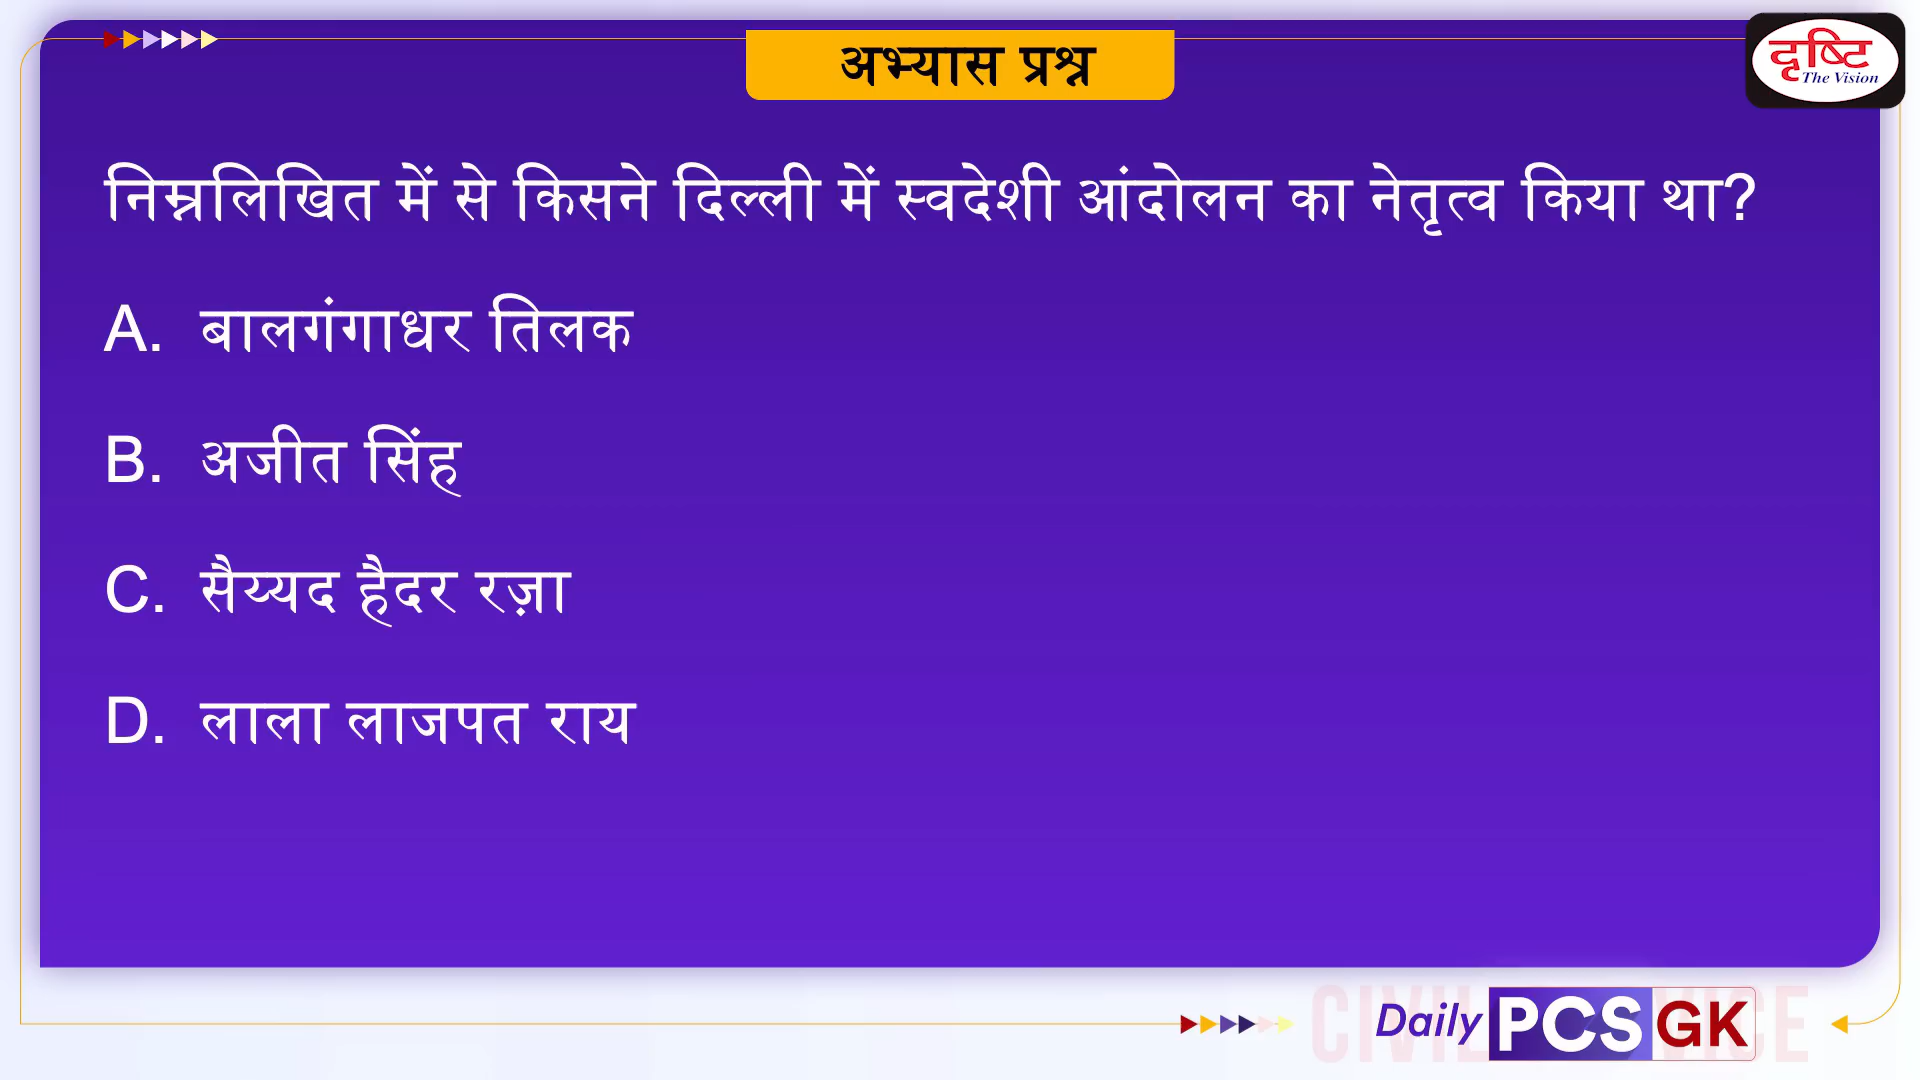 अभ्यास प्रश्न
दृष्टि
The Vision
निम्नलिखित में से किसने दिल्ली में स्वदेशी आंदोलन का नेतृत्व किया था?
A. बालगंगाधर तिलक
B. अजीत सिंह
C. सैय्यद हैदर रज़ा
D. लाला लाजपत राय
Daily PCS GK